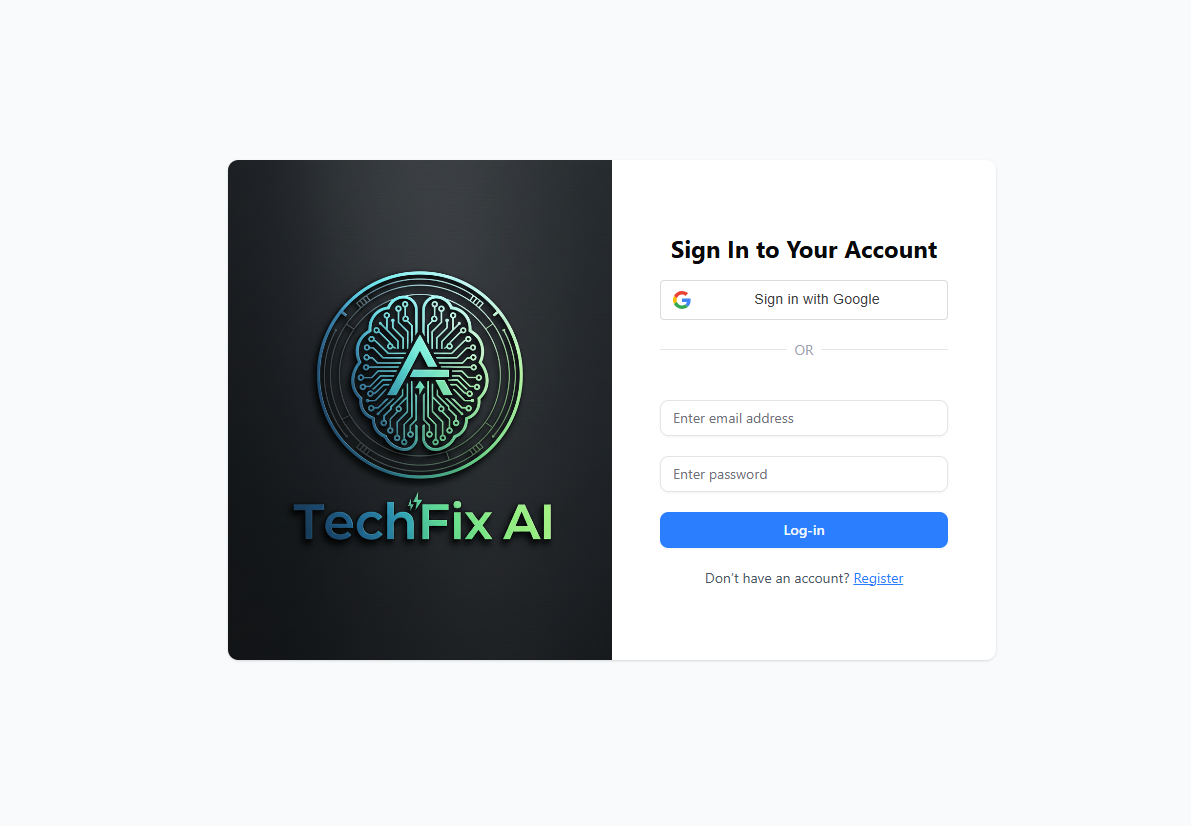 TechFix AI
Sign In to Your Account
Sign in with Google
OR
Enter email address
Enter password
Log-in
Don't have an account? Register